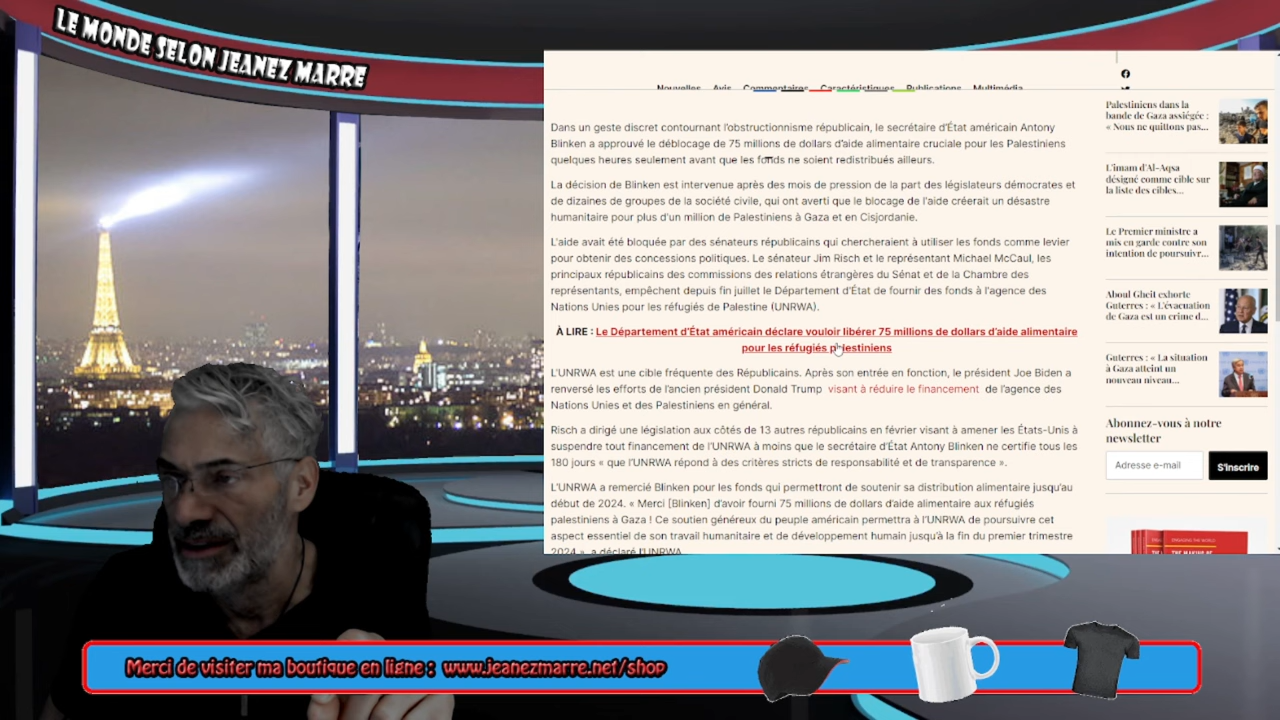 LE MONDE SELON JEANEZ MARRE
Nouvelles Avis Commentaires Caractéristiques Publications Multimédia
Dans un geste discret contournant l'obstructionnisme républicain, le secrétaire d'État américain Antony
Blinken a approuvé le déblocage de 75 millions de dollars d'aide alimentaire cruciale pour les Palestiniens
quelques heures seulement avant que les fonds ne soient redistribués ailleurs.
La décision de Blinken est intervenue après des mois de pression de la part des législateurs démocrates et
de dizaines de groupes de la société civile, qui ont averti que le blocage de l'aide créerait un désastre
humanitaire pour plus d'un million de Palestiniens à Gaza et en Cisjordanie.
L'aide avait été bloquée par des sénateurs républicains qui chercheraient à utiliser les fonds comme levier
pour obtenir des concessions politiques. Le sénateur Jim Risch et le représentant Michael McCaul, les
principaux républicains des commissions des relations étrangères du Sénat et de la Chambre des
représentants, empêchent depuis fin juillet le Département d'État de fournir des fonds à l'agence des
Nations Unies pour les réfugiés de Palestine (UNRWA).
À LIRE : Le Département d'État américain déclare vouloir libérer 75 millions de dollars d'aide alimentaire
pour les réfugiés palestiniens
L'UNRWA est une cible fréquente des Républicains. Après son entrée en fonction, le président Joe Biden a
renversé les efforts de l'ancien président Donald Trump visant à réduire le financement de l'agence des
Nations Unies et des Palestiniens en général.
Risch a dirigé une législation aux côtés de 13 autres républicains en février visant à amener les États-Unis à
suspendre tout financement de l'UNRWA à moins que le secrétaire d'État Antony Blinken ne certifie tous les
180 jours « que l'UNRWA répond à des critères stricts de responsabilité et de transparence ».
L'UNRWA a remercié Blinken pour les fonds qui permettront de soutenir sa distribution alimentaire jusqu'au
début de 2024. « Merci [Blinken] d'avoir fourni 75 millions de dollars d'aide alimentaire aux réfugiés
palestiniens à Gaza ! Ce soutien généreux du peuple américain permettra à l'UNRWA de poursuivre cet
aspect essentiel de son travail humanitaire et de développement humain jusqu'à la fin du premier trimestre
2024 », a déclaré l'UNRWA
Palestiniens dans la
bande de Gaza assiégée :
« Nous ne quittons pas...
L'imam d'Al-Aqsa
désigné comme cible sur
la liste des cibles...
Le Premier ministre a
mis en garde contre son
intention de poursuivr...
Aboul Gheit exhorte
Guterres : « L'évacuation
de Gaza est un crime d...
Guterres : « La situation
à Gaza atteint un
nouveau niveau...
Abonnez-vous à notre
newsletter
Adresse e-mail S'inscrire
Merci de visiter ma boutique en ligne : www.jeanezmarre.net/shop